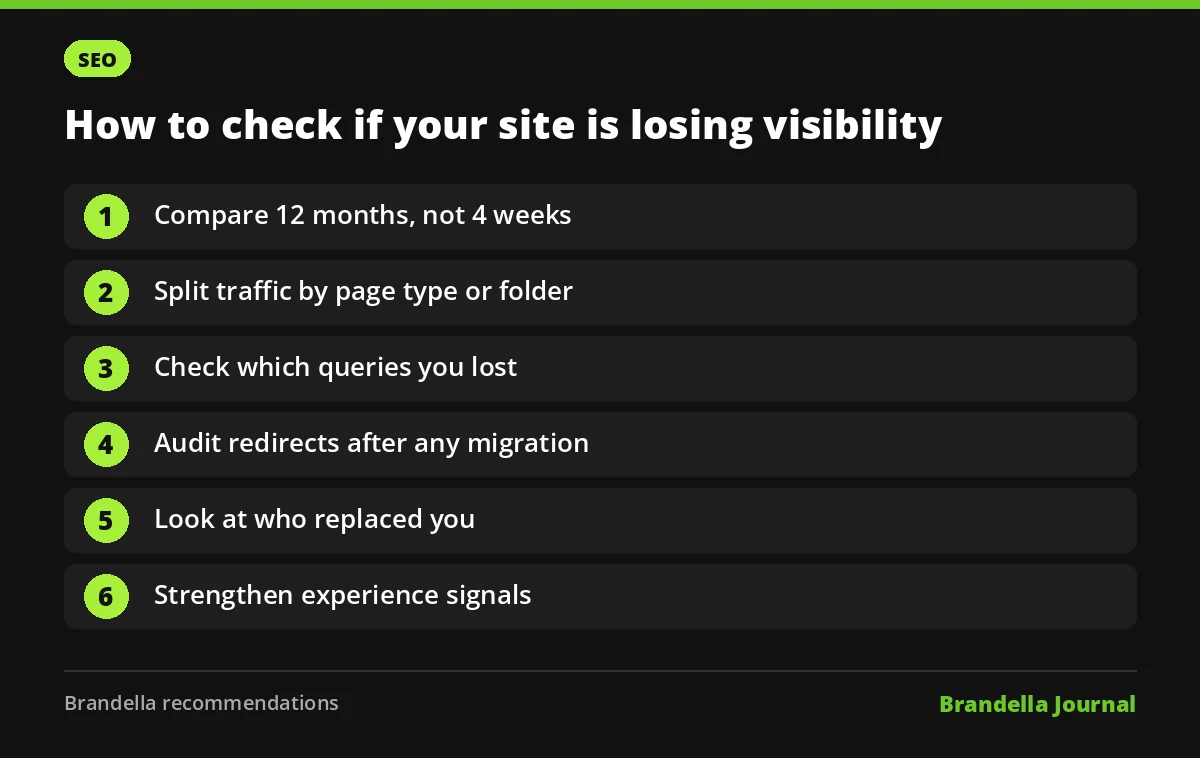 SEO
How to check if your site is losing visibility
1 Compare 12 months, not 4 weeks
2 Split traffic by page type or folder
3 Check which queries you lost
4 Audit redirects after any migration
5 Look at who replaced you
6 Strengthen experience signals
Brandella recommendations
Brandella Journal